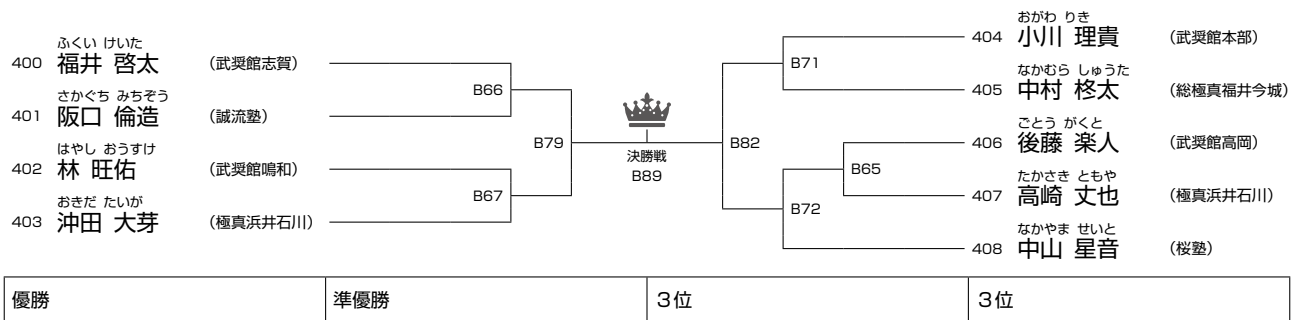 ふくい けいた
400 福井 啓太 （武奨館志賀）
さかぐち みちぞう
401 阪口 倫造 （誠流塾）
はやし おうすけ
402 林 旺佑 （武奨館鳴和）
おきだ たいが
403 沖田 大芽 （極真浜井石川）
B66
B67
B79
決勝戦
B89
B82
B71
B72
B65
おがわ りき
404 小川 理貴 （武奨館本部）
なかむら しゅうた
405 中村 柊太 （総極真福井今城）
ごとう がくと
406 後藤 楽人 （武奨館高岡）
たかさき ともや
407 高崎 丈也 （極真浜井石川）
なかやま せいと
408 中山 星音 （桜塾）
優勝 準優勝 3位 3位